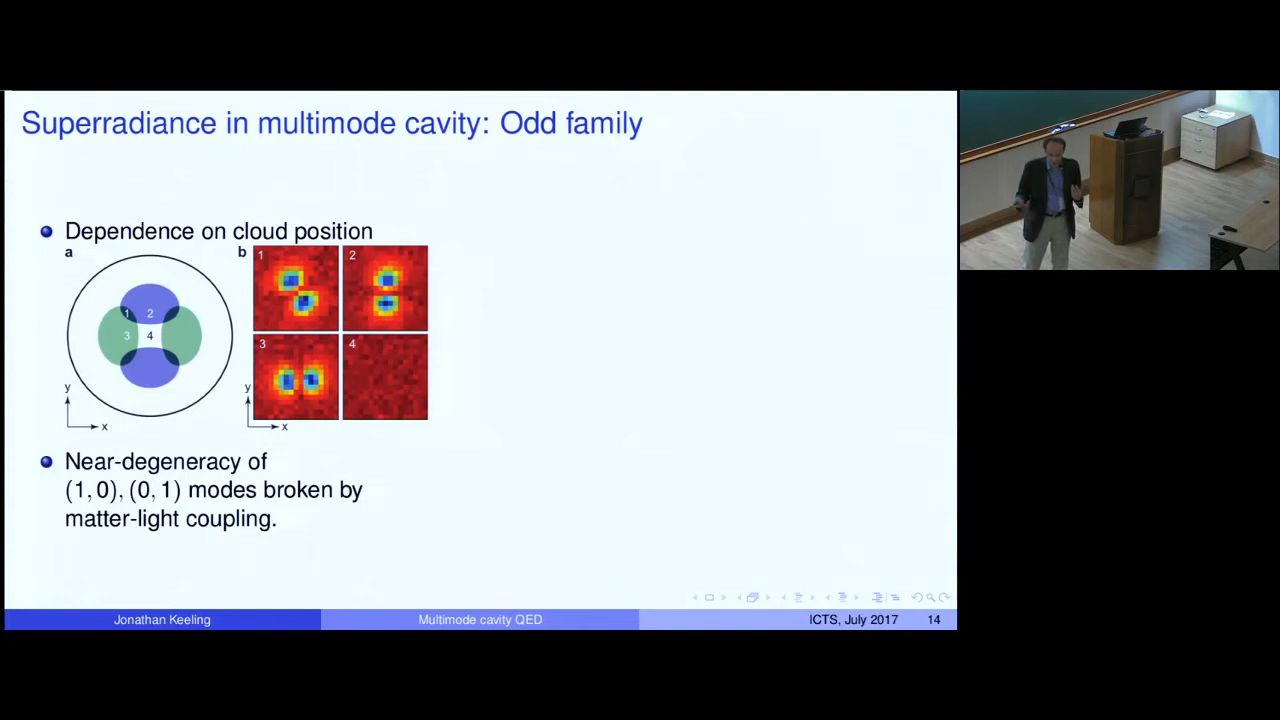 Superradiance in multimode cavity: Odd family
Dependence on cloud position
a
b
1
2
3
4
y
x
1
2
3
4
y
x
Near-degeneracy of
(1, 0), (0, 1) modes broken by
matter-light coupling.
Jonathan Keeling
Multimode cavity QED
ICTS, July 2017
14